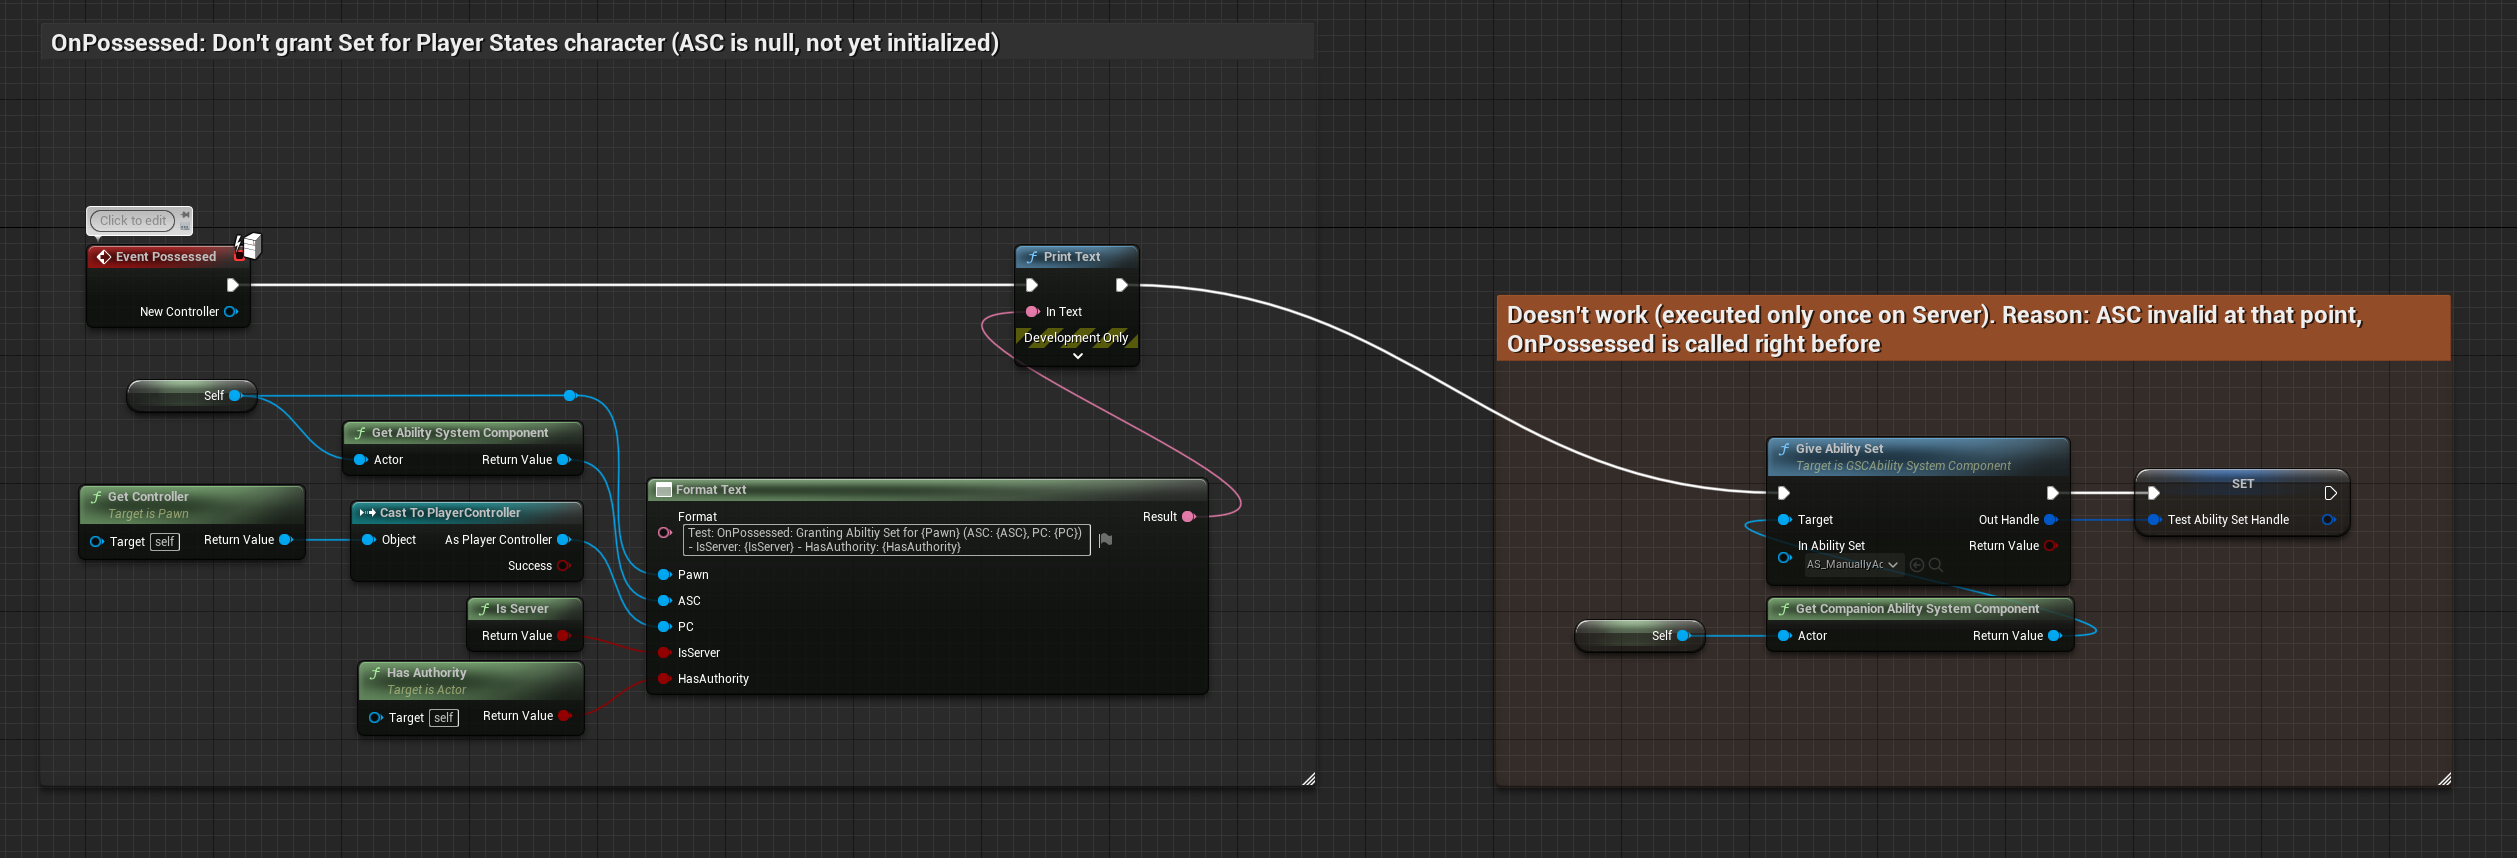 OnPossessed: Don't grant Set for Player States character (ASC is null, not yet initialized)
Click to edit
Event Possessed
New Controller
Print Text
In Text
Development Only
Self
Get Ability System Component
Actor
Return Value
Get Controller
Target is Pawn
Target
self
Return Value
Cast To PlayerController
Object
As Player Controller
Success
Is Server
Return Value
Has Authority
Target is Actor
Target
self
Return Value
Format Text
Format
Test: OnPossessed: Granting Abiltiy Set for {Pawn} (ASC: {ASC}, PC: {PC})
- IsServer: {IsServer} - HasAuthority: {HasAuthority}
Result
Pawn
ASC
PC
IsServer
HasAuthority
Doesn't work (executed only once on Server). Reason: ASC invalid at that point,
OnPossessed is called right before
Give Ability Set
Target is GSCAbility System Component
Target
Out Handle
In Ability Set
Return Value
AS_ManuallyAc
SET
Test Ability Set Handle
Self
Get Companion Ability System Component
Actor
Return Value